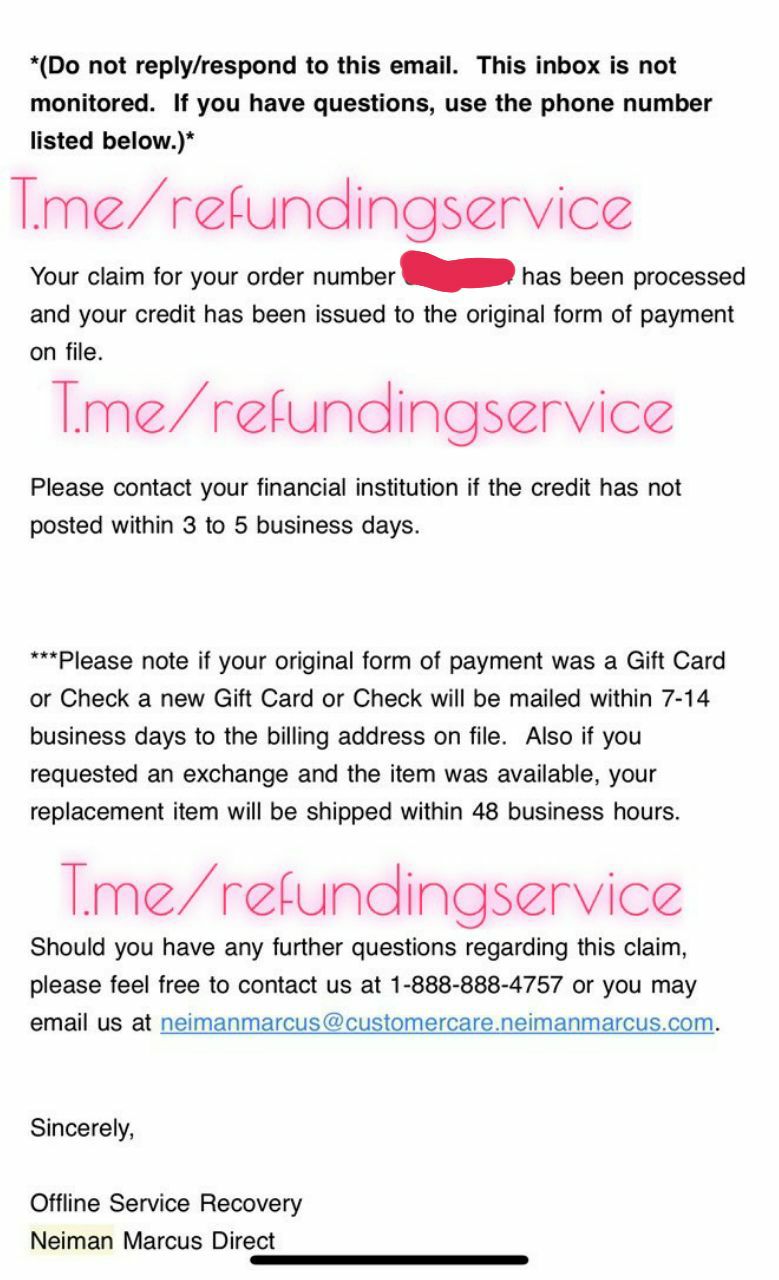 *(Do not reply/respond to this email.  This inbox is not
monitored.  If you have questions, use the phone number
listed below.)*
T.me/refundingservice
Your claim for your order number has been processed
and your credit has been issued to the original form of payment
on file.
T.me/refundingservice
Please contact your financial institution if the credit has not
posted within 3 to 5 business days.
***Please note if your original form of payment was a Gift Card
or Check a new Gift Card or Check will be mailed within 7-14
business days to the billing address on file.  Also if you
requested an exchange and the item was available, your
replacement item will be shipped within 48 business hours.
T.me/refundingservice
Should you have any further questions regarding this claim,
please feel free to contact us at 1-888-888-4757 or you may
email us at neimanmarcus@customercare.neimanmarcus.com.
Sincerely,
Offline Service Recovery
Neiman Marcus Direct